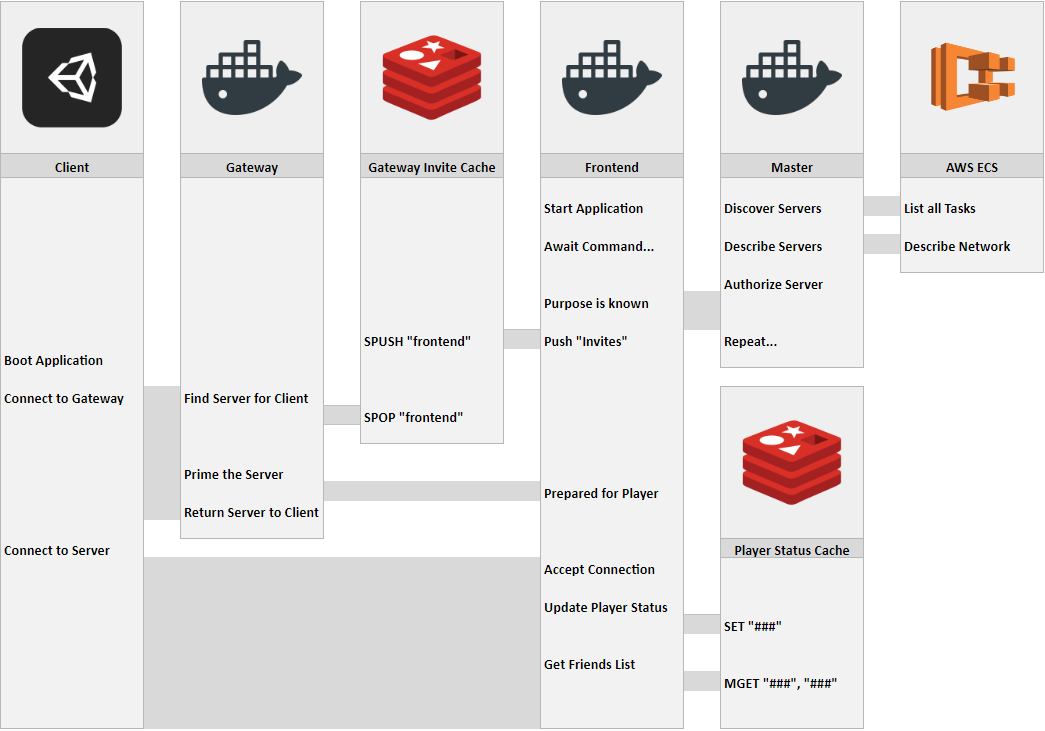 Client
Gateway
Gateway Invite Cache
Frontend
Master
AWS ECS
Start Application
Discover Servers
List all Tasks
Await Command...
Describe Servers
Describe Network
Authorize Server
Purpose is known
SPUSH "frontend"
Push "Invites"
Repeat...
Boot Application
Connect to Gateway
Find Server for Client
SPOP "frontend"
Prime the Server
Prepared for Player
Return Server to Client
Connect to Server
Player Status Cache
Accept Connection
Update Player Status
SET "###"
Get Friends List
MGET "###", "###"